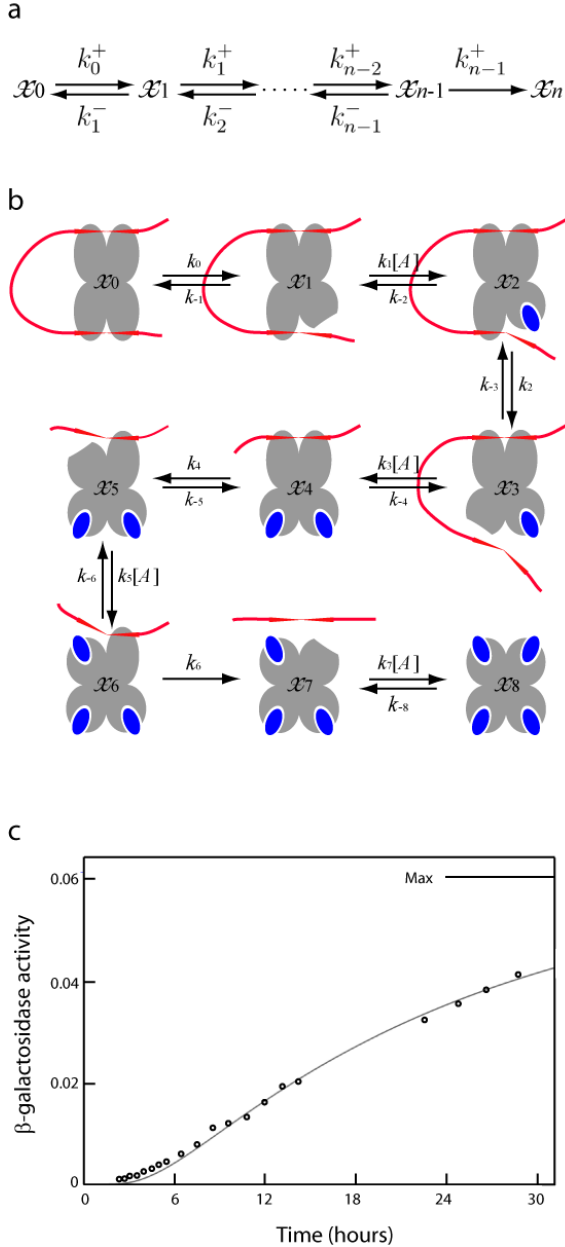 a
k₀⁺ k₁⁺ k⁺ₙ₋₂ k⁺ₙ₋₁
𝒳0 𝒳1 ····· 𝒳n-1 𝒳n
k₁⁻ k₂⁻ k⁻ₙ₋₁
b
k0 k1[A]
𝒳0 𝒳1 𝒳2
k-1 k-2
k-3 k2
k4 k3[A]
𝒳5 𝒳4 𝒳3
k-5 k-4
k-6 k5[A]
k6 k7[A]
𝒳6 𝒳7 𝒳8
k-8
c
0.06
Max
0.04
0.02
0
0 6 12 18 24 30
β-galactosidase activity
Time (hours)